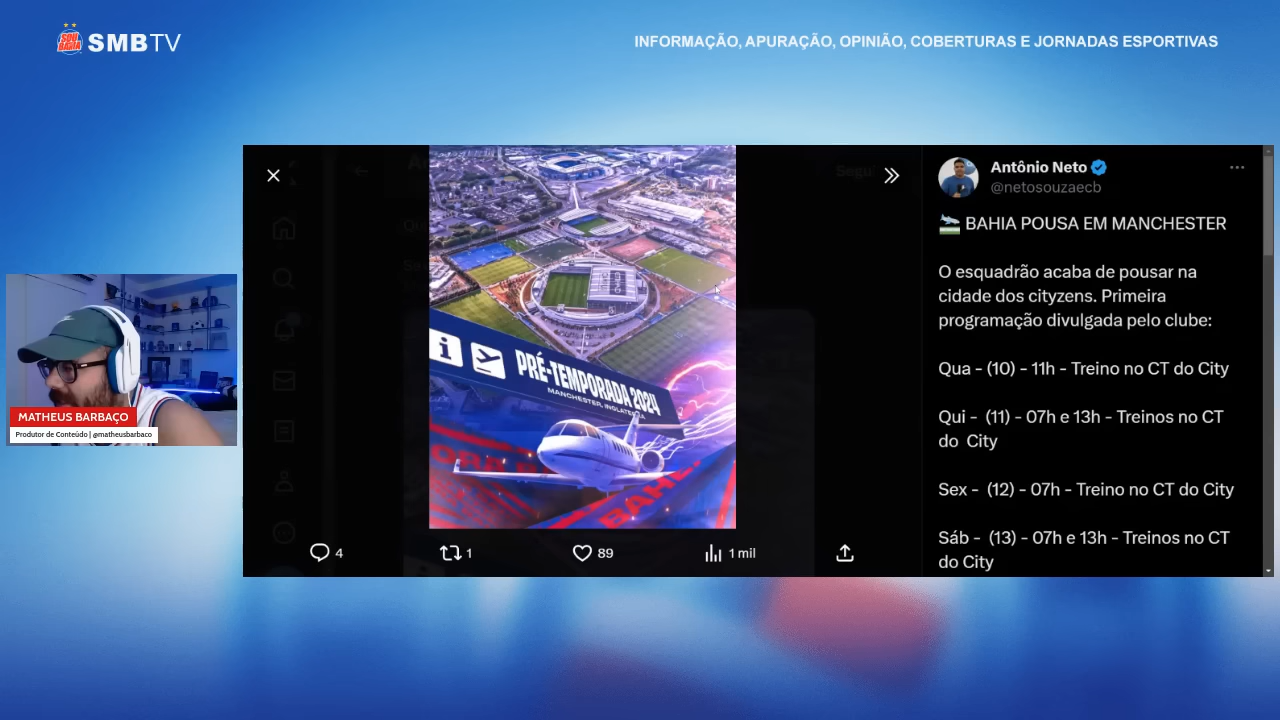 SOU BAHIA
SMBTV
INFORMAÇÃO, APURAÇÃO, OPINIÃO, COBERTURAS E JORNADAS ESPORTIVAS
MATHEUS BARBAÇO
Produtor de Conteúdo | @matheusbarbaco
i
PRÉ-TEMPORADA 2024
MANCHESTER, INGLATERRA
BAHIA
4
1
89
1 mil
Antônio Neto
@netosouzaecb
BAHIA POUSA EM MANCHESTER
O esquadrão acaba de pousar na
cidade dos cityzens. Primeira
programação divulgada pelo clube:
Qua - (10) - 11h - Treino no CT do City
Qui - (11) - 07h e 13h - Treinos no CT
do City
Sex - (12) - 07h - Treino no CT do City
Sáb - (13) - 07h e 13h - Treinos no CT
do City